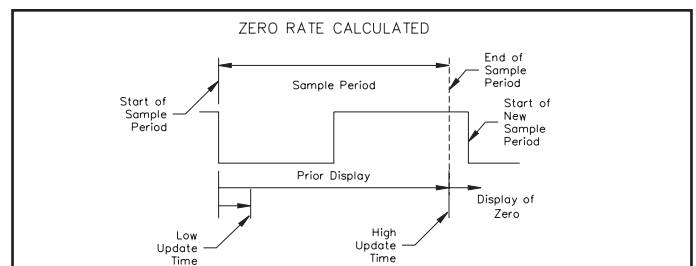 ZERO RATE CALCULATED
Sample Period
End of
Sample
Period
Start of
Sample
Period
Start of
New
Sample
Period
Prior Display
Display of
Zero
Low
Update
Time
High
Update
Time